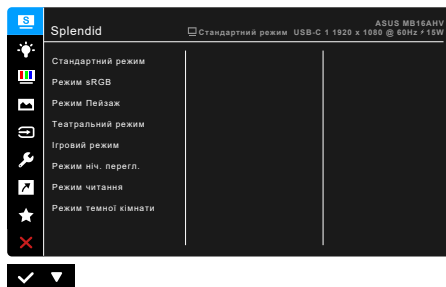 S
ASUS MB16AHV
Splendid
Стандартний режим USB-C 1 1920 x 1080 @ 60Hz ⚡15W
Стандартний режим
Режим sRGB
Режим Пейзаж
Театральний режим
Ігровий режим
Режим ніч. перегл.
Режим читання
Режим темної кімнати